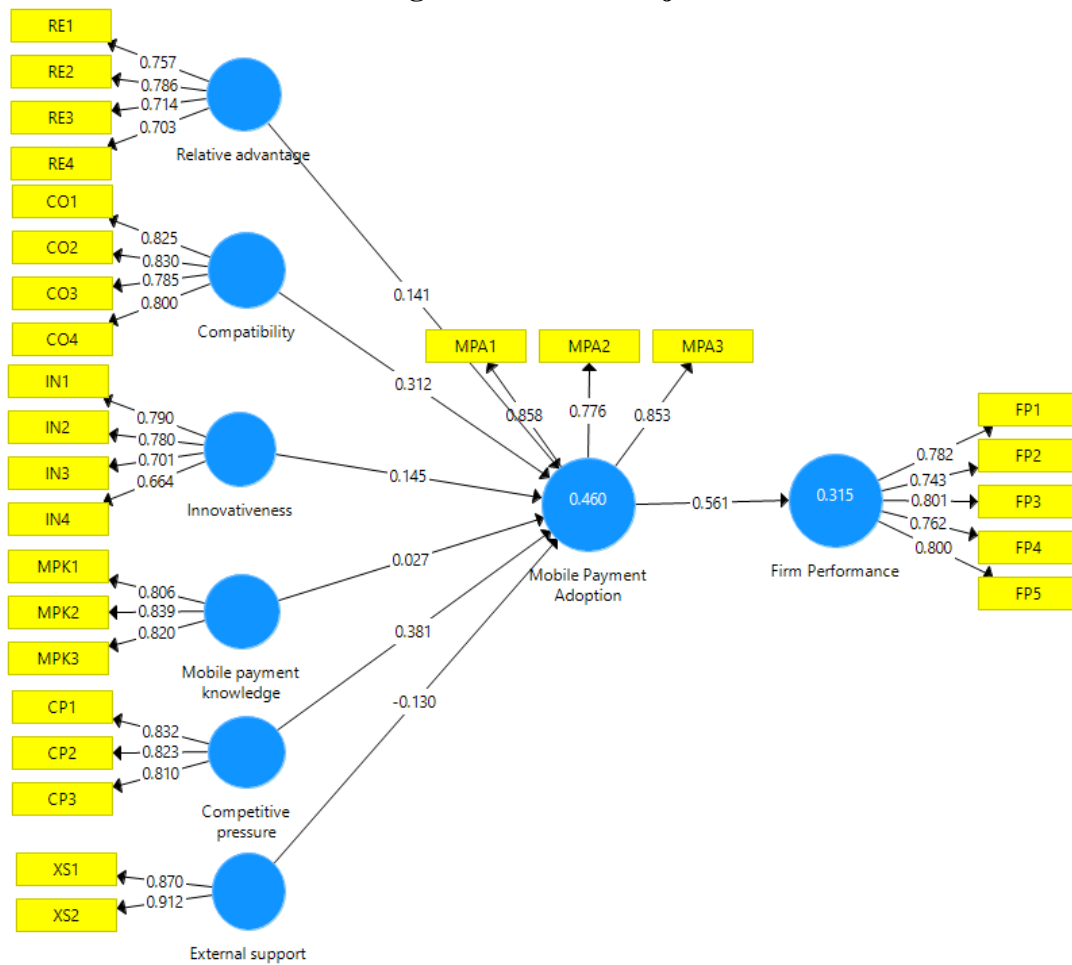 RE1
RE2
RE3
RE4
0.757
0.786
0.714
0.703
Relative advantage
CO1
CO2
CO3
CO4
0.825
0.830
0.785
0.800
Compatibility
IN1
IN2
IN3
IN4
0.790
0.780
0.701
0.664
Innovativeness
MPK1
MPK2
MPK3
0.806
0.839
0.820
Mobile payment
knowledge
CP1
CP2
CP3
0.832
0.823
0.810
Competitive
pressure
XS1
XS2
0.870
0.912
External support
0.141
0.312
0.145
0.027
0.381
-0.130
MPA1
MPA2
MPA3
0.858
0.776
0.853
0.460
Mobile Payment
Adoption
0.561
0.315
Firm Performance
0.782
0.743
0.801
0.762
0.800
FP1
FP2
FP3
FP4
FP5